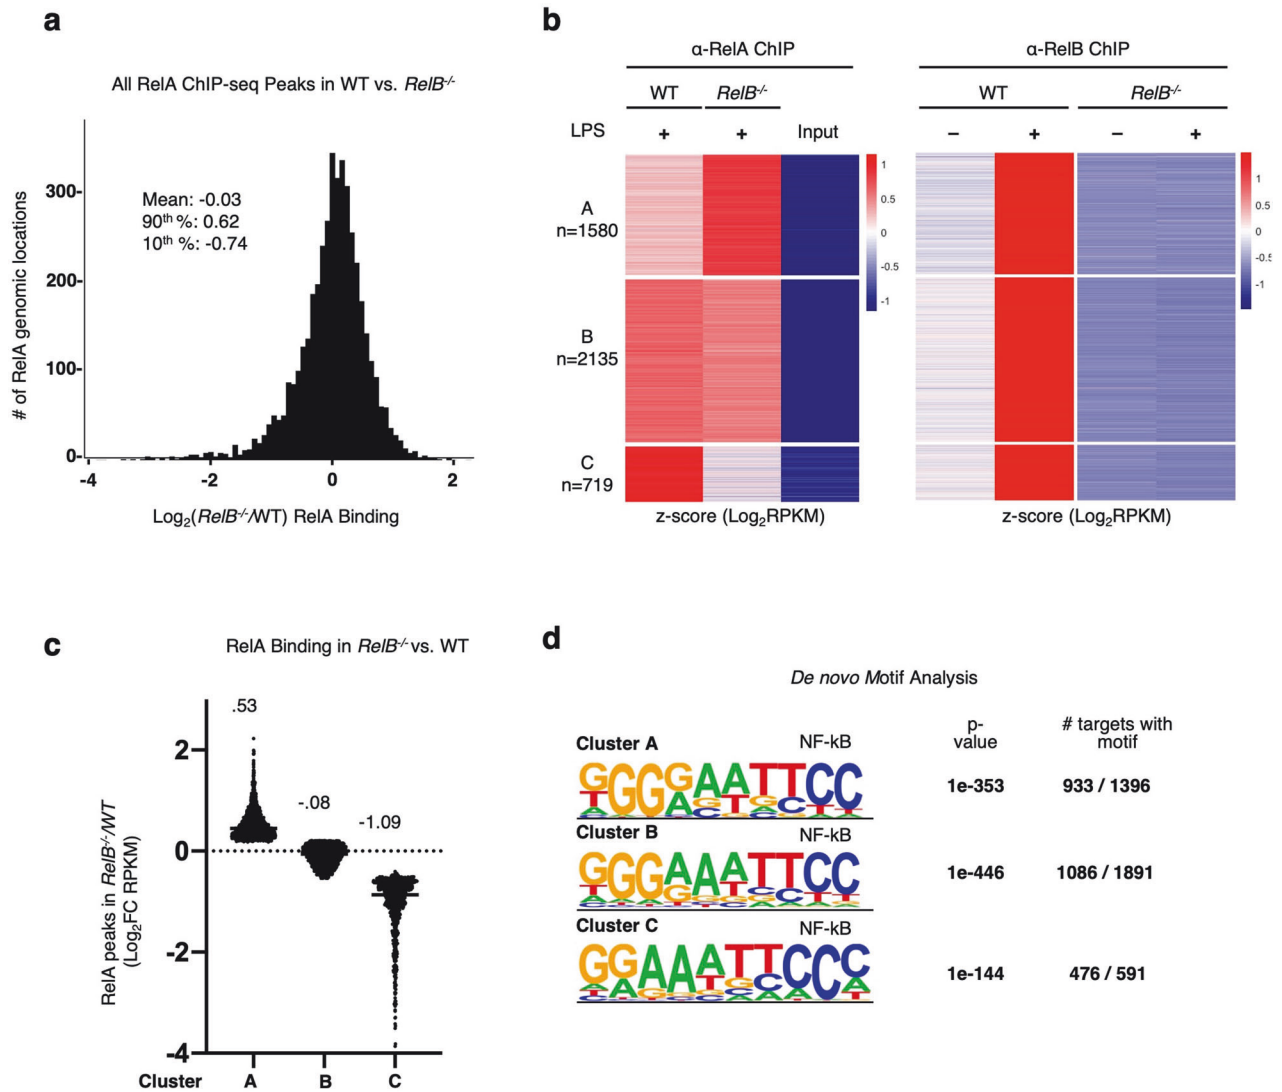 a
All RelA ChIP-seq Peaks in WT vs. RelB-/-
# of RelA genomic locations
300-
200-
100-
0-
Mean: -0.03
90th %: 0.62
10th %: -0.74
-4 -2 0 2
Log2(RelB-/-/WT) RelA Binding
b
α-RelA ChIP
α-RelB ChIP
WT RelB-/-
WT RelB-/-
LPS + + Input
− + − +
A
n=1580
B
n=2135
C
n=719
1
0.5
0
-0.5
-1
1
0.5
0
-0.5
-1
z-score (Log2RPKM)
z-score (Log2RPKM)
c
RelA Binding in RelB-/- vs. WT
RelA peaks in RelB-/-/WT
(Log2FC RPKM)
2
0
-2
-4
.53
-.08
-1.09
Cluster A B C
d
De novo Motif Analysis
p-
value
# targets with
motif
Cluster A NF-kB
GGGGAATTCC
1e-353 933 / 1396
Cluster B NF-kB
GGGAAATTCC
1e-446 1086 / 1891
Cluster C NF-kB
GGAAATTCCC
1e-144 476 / 591